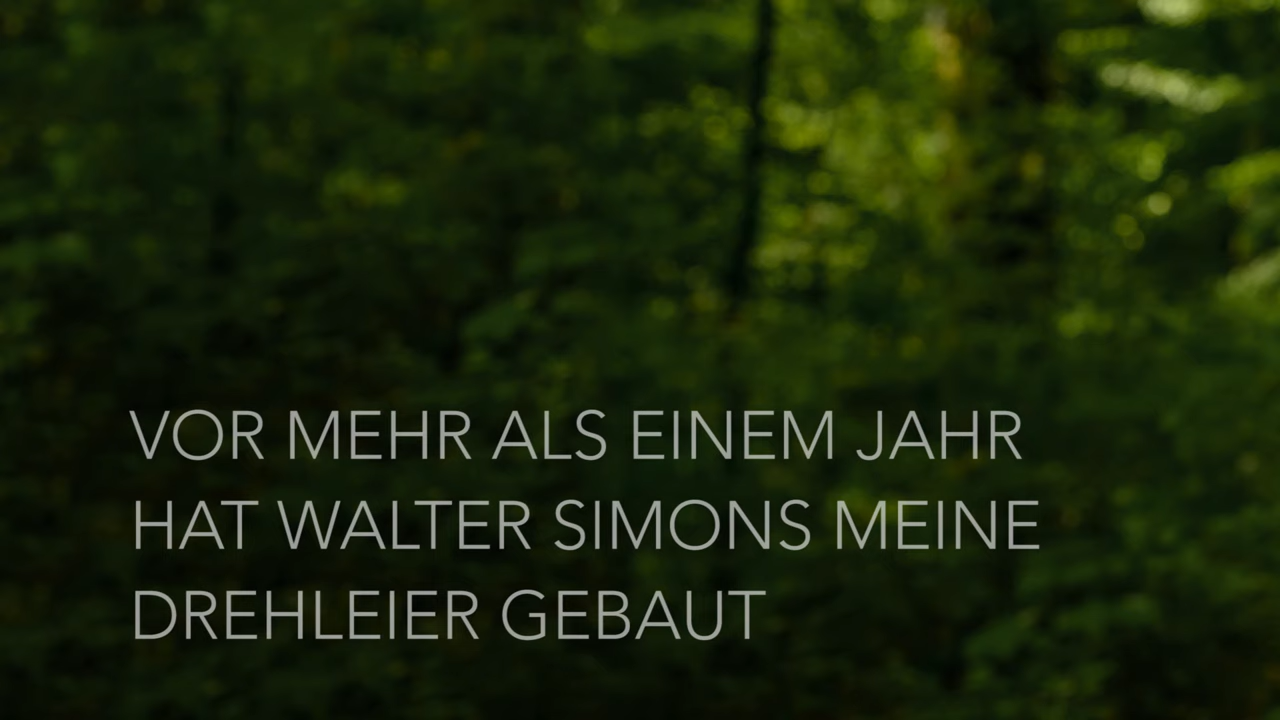 VOR MEHR ALS EINEM JAHR
HAT WALTER SIMONS MEINE
DREHLEIER GEBAUT